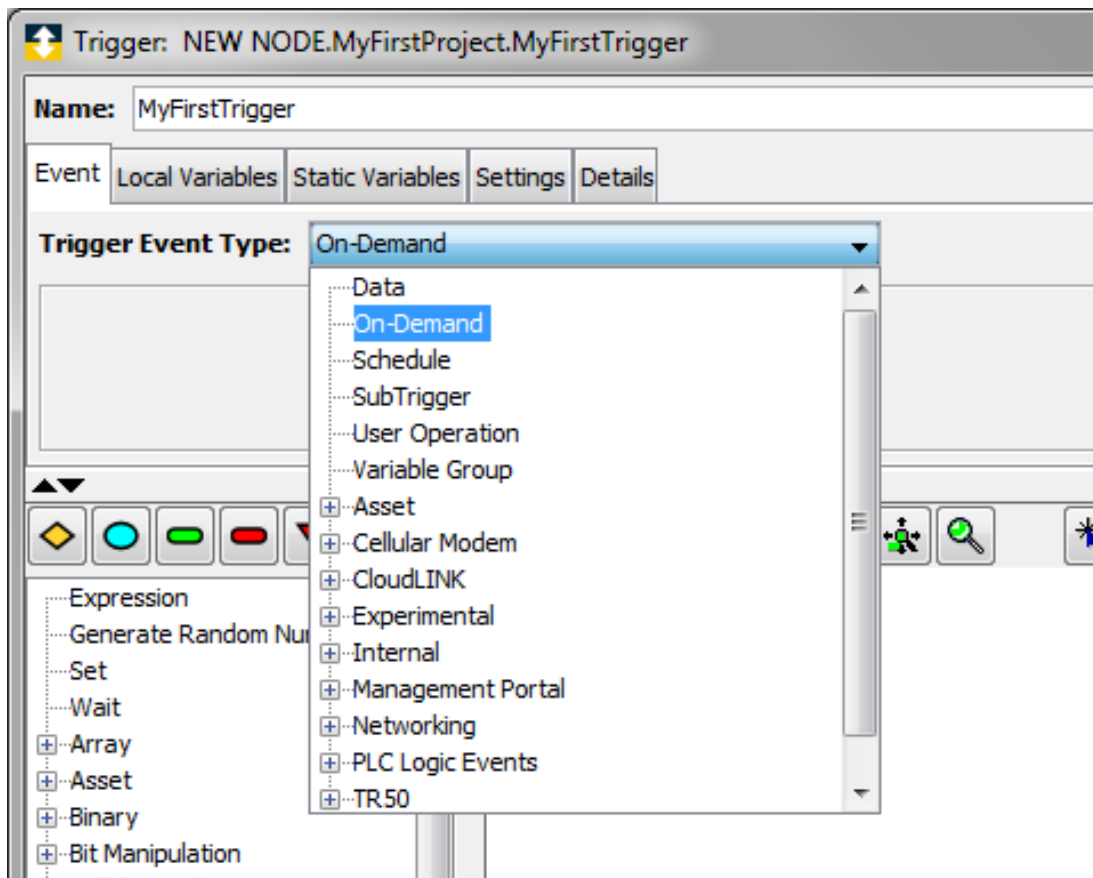 Trigger: NEW NODE.MyFirstProject.MyFirstTrigger
Name: MyFirstTrigger
Event Local Variables Static Variables Settings Details
Trigger Event Type: On-Demand
Data
On-Demand
Schedule
SubTrigger
User Operation
Variable Group
Asset
Cellular Modem
CloudLINK
Experimental
Internal
Management Portal
Networking
PLC Logic Events
TR50
Expression
Generate Random
Set
Wait
Array
Asset
Binary
Bit Manipulation